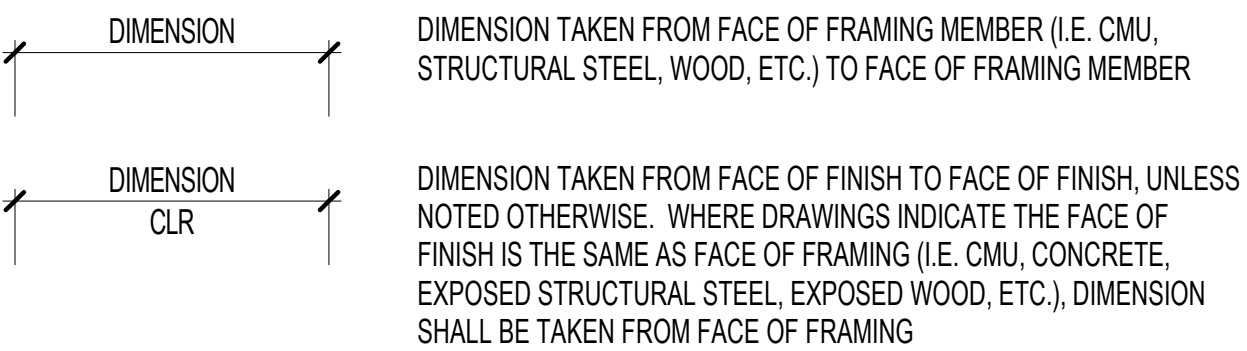 DIMENSION
DIMENSION TAKEN FROM FACE OF FRAMING MEMBER (I.E. CMU,
STRUCTURAL STEEL, WOOD, ETC.) TO FACE OF FRAMING MEMBER
DIMENSION
CLR
DIMENSION TAKEN FROM FACE OF FINISH TO FACE OF FINISH, UNLESS
NOTED OTHERWISE. WHERE DRAWINGS INDICATE THE FACE OF
FINISH IS THE SAME AS FACE OF FRAMING (I.E. CMU, CONCRETE,
EXPOSED STRUCTURAL STEEL, EXPOSED WOOD, ETC.), DIMENSION
SHALL BE TAKEN FROM FACE OF FRAMING